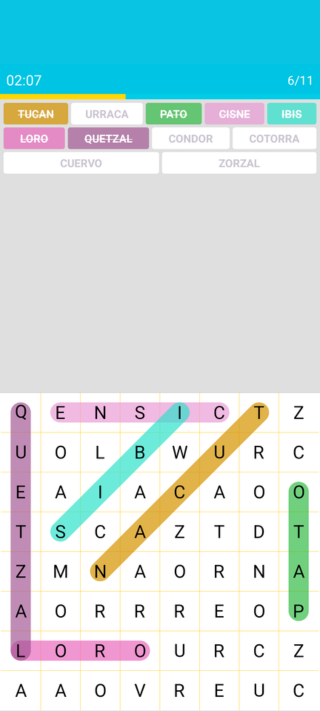 02:07 6/11
TUCAN URRACA PATO CISNE IBIS
LORO QUETZAL CONDOR COTORRA
CUERVO ZORZAL
Q E N S I C T Z
U O L B W U R C
E A I A C A O O
T S C A Z T D T
Z M N A O R N A
A O R R R E O P
L O R O U R C Z
A A O V R E U C